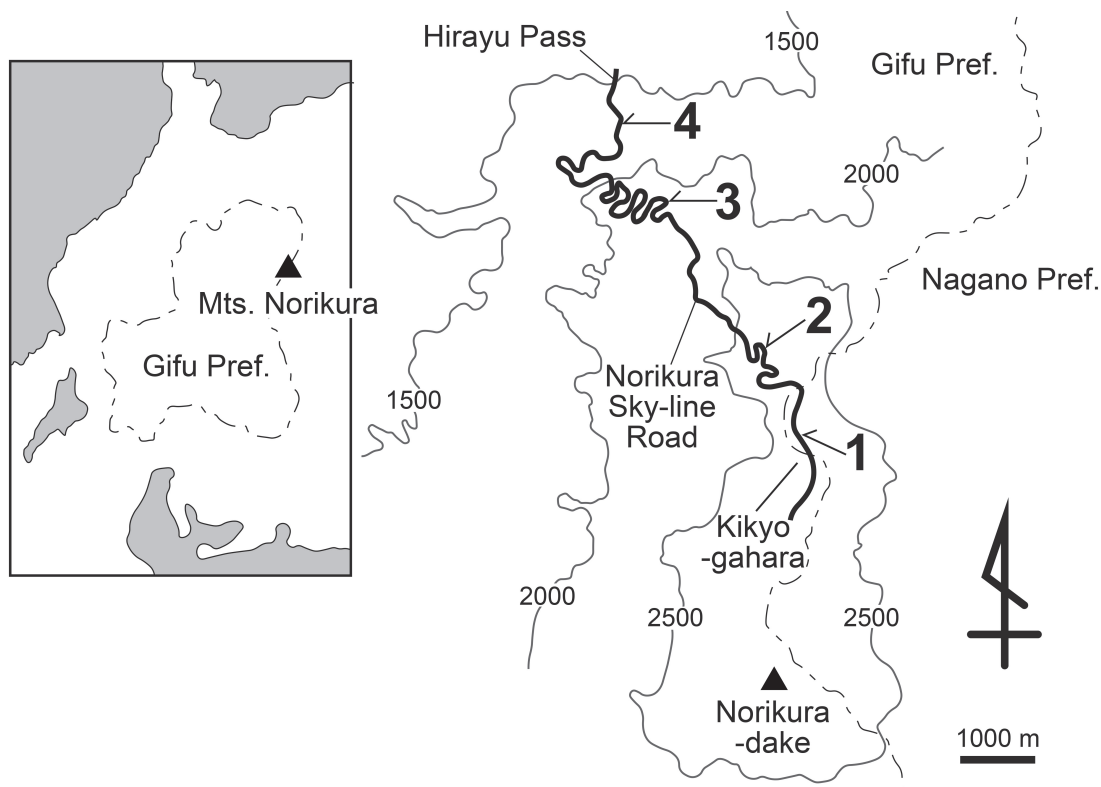 Hirayu Pass
1500
Gifu Pref.
4
2000
3
Mts. Norikura
Nagano Pref.
2
Gifu Pref.
Norikura
Sky-line
Road
1500
1
Kikyo
-gahara
2000
2500
2500
Norikura
-dake
1000 m